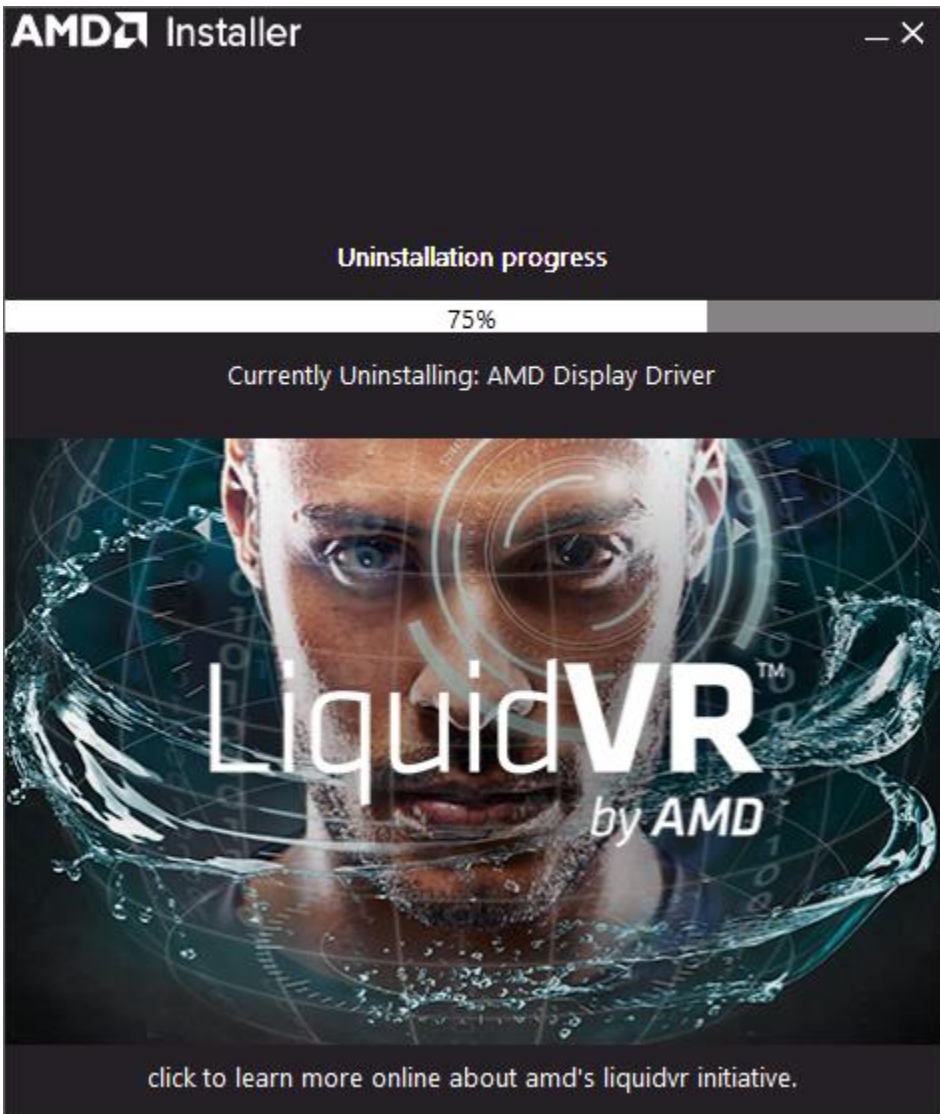 AMD Installer
Uninstallation progress
75%
Currently Uninstalling: AMD Display Driver
LiquidVR™
by AMD
click to learn more online about amd's liquidvr initiative.